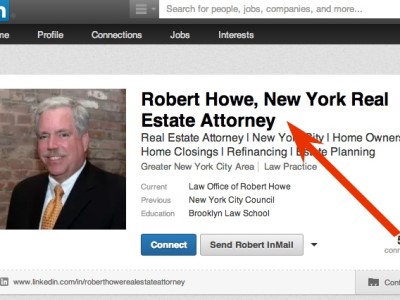 in
Search for people, jobs, companies, and more...
me Profile Connections Jobs Interests
Robert Howe, New York Real
Estate Attorney
Real Estate Attorney | New York City | Home Owners
Home Closings | Refinancing | Estate Planning
Greater New York City Area | Law Practice
Current Law Office of Robert Howe
Previous New York City Council
Education Brooklyn Law School
Connect Send Robert InMail
5
conn
www.linkedin.com/in/roberthowerealestateattorney
Cont